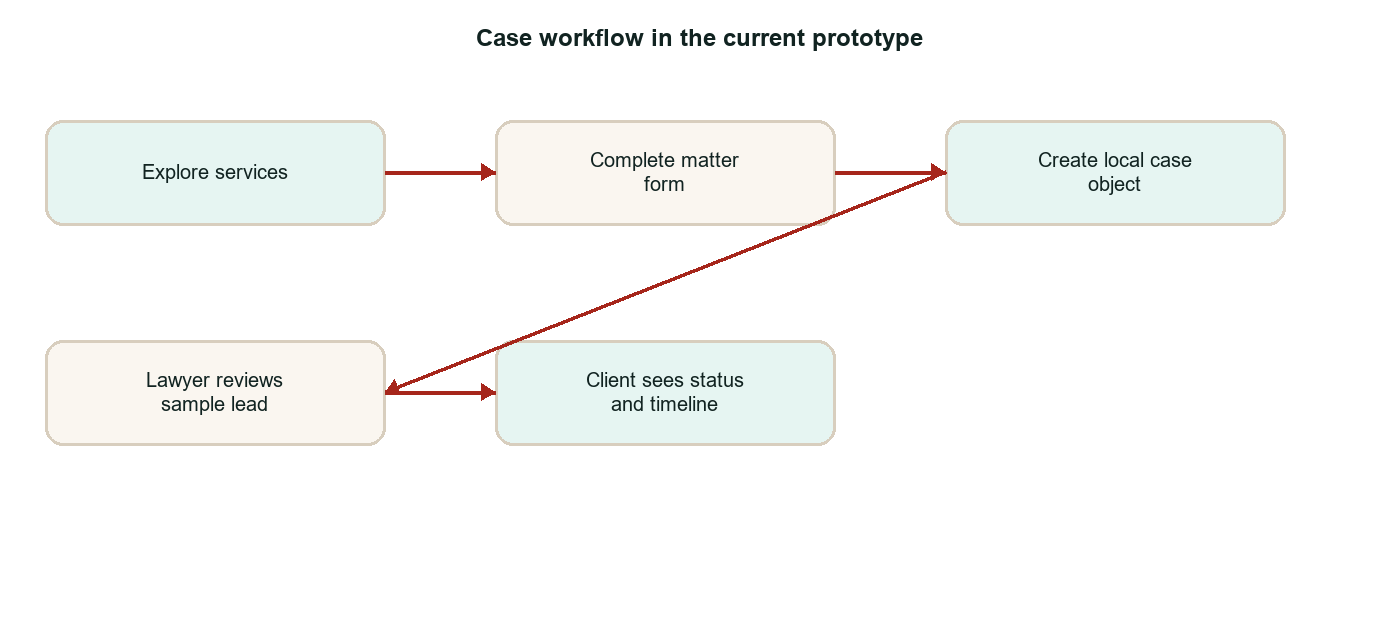 Case workflow in the current prototype
Explore services
Complete matter
form
Create local case
object
Lawyer reviews
sample lead
Client sees status
and timeline